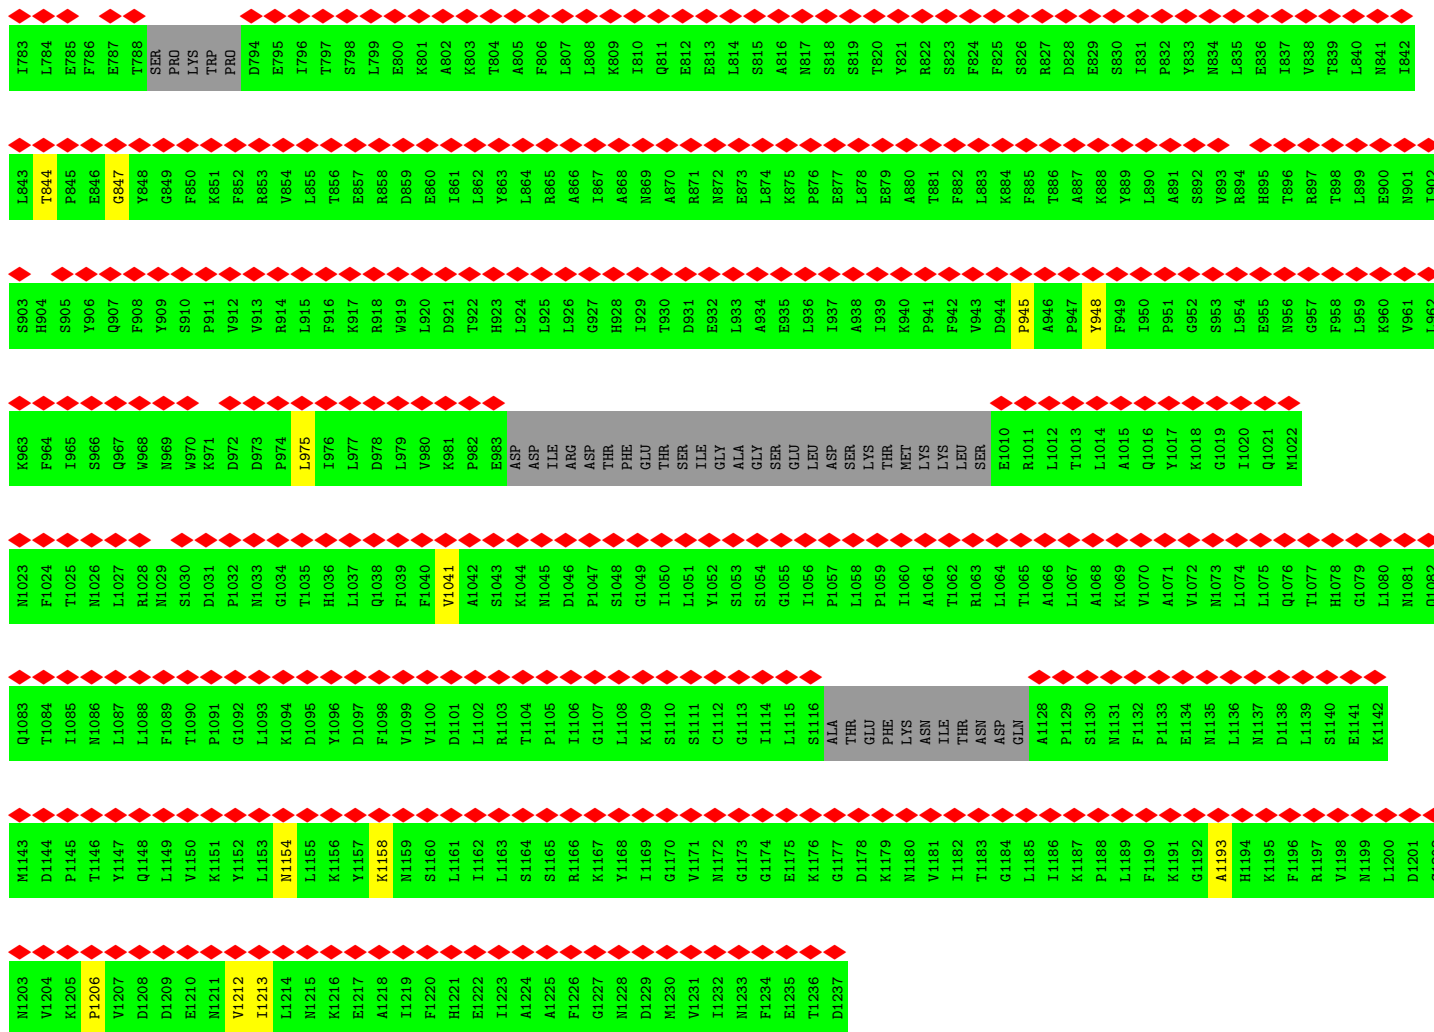 I783 L784 E785 F786 E787 T788 SER PRO LYS TRP PRO D794 E795 I796 T797 S798 L799 E800 K801 A802 K803 T804 A805 F806 L807 L808 K809 I810 Q811 E812 E813 L814 S815 A816 N817 S818 S819 T820 Y821 R822 S823 F824 F825 S826 R827 D828 E829 S830 I831 P832 Y833 N834 L835 E836 I837 V838 T839 L840 N841 I842
L843 T844 P845 E846 G847 Y848 G849 F850 K851 F852 R853 V854 L855 T856 E857 R858 D859 E860 I861 L862 Y863 L864 R865 A866 I867 A868 N869 A870 R871 N872 E873 L874 K875 P876 E877 L878 E879 A880 T881 F882 L883 K884 F885 T886 A887 K888 Y889 L890 A891 S892 V893 R894 H895 T896 R897 T898 L899 E900 N901 I902
S903 H904 S905 Y906 Q907 F908 Y909 S910 P911 V912 V913 R914 L915 F916 K917 R918 W919 L920 D921 T922 H923 L924 L925 L926 G927 H928 I929 T930 D931 E932 L933 A934 E935 L936 I937 A938 I939 K940 P941 F942 V943 D944 P945 A946 P947 Y948 F949 I950 P951 G952 S953 L954 E955 N956 G957 F958 L959 K960 V961 L962
K963 F964 I965 S966 Q967 W968 N969 W970 K971 D972 D973 P974 L975 I976 L977 D978 L979 V980 K981 P982 E983 ASP ASP ILE ARG ASP THR PHE GLU THR SER ILE GLY ALA GLY SER GLU LEU ASP SER LYS THR MET LYS LYS LEU SER E1010 R1011 L1012 T1013 L1014 A1015 Q1016 Y1017 K1018 G1019 I1020 Q1021 M1022
N1023 F1024 T1025 N1026 L1027 R1028 N1029 S1030 D1031 P1032 N1033 G1034 T1035 H1036 L1037 Q1038 F1039 F1040 V1041 A1042 S1043 K1044 N1045 D1046 P1047 S1048 G1049 I1050 L1051 Y1052 S1053 S1054 G1055 I1056 P1057 L1058 P1059 I1060 A1061 T1062 R1063 L1064 T1065 A1066 L1067 A1068 K1069 V1070 A1071 V1072 N1073 L1074 L1075 Q1076 T1077 H1078 G1079 L1080 N1081 Q1082
Q1083 T1084 I1085 N1086 L1087 L1088 F1089 T1090 P1091 G1092 L1093 K1094 D1095 Y1096 D1097 F1098 V1099 V1100 D1101 L1102 R1103 T1104 P1105 I1106 G1107 L1108 K1109 S1110 S1111 C1112 G1113 I1114 L1115 S1116 ALA THR GLU PHE LYS ASN ILE THR ASN ASP GLN A1128 P1129 S1130 N1131 F1132 P1133 E1134 N1135 L1136 N1137 D1138 L1139 S1140 E1141 K1142
M1143 D1144 P1145 T1146 Y1147 Q1148 L1149 V1150 K1151 Y1152 L1153 N1154 L1155 K1156 Y1157 K1158 N1159 S1160 L1161 I1162 L1163 S1164 S1165 R1166 K1167 Y1168 I1169 G1170 V1171 N1172 G1173 G1174 E1175 K1176 G1177 D1178 K1179 N1180 V1181 I1182 T1183 G1184 L1185 I1186 K1187 P1188 L1189 F1190 K1191 G1192 A1193 H1194 K1195 F1196 R1197 V1198 N1199 L1200 D1201
N1203 V1204 K1205 P1206 V1207 D1208 D1209 E1210 N1211 V1212 I1213 L1214 N1215 K1216 E1217 A1218 I1219 F1220 H1221 E1222 I1223 A1224 A1225 F1226 G1227 N1228 D1229 M1230 V1231 I1232 N1233 F1234 E1235 T1236 D1237